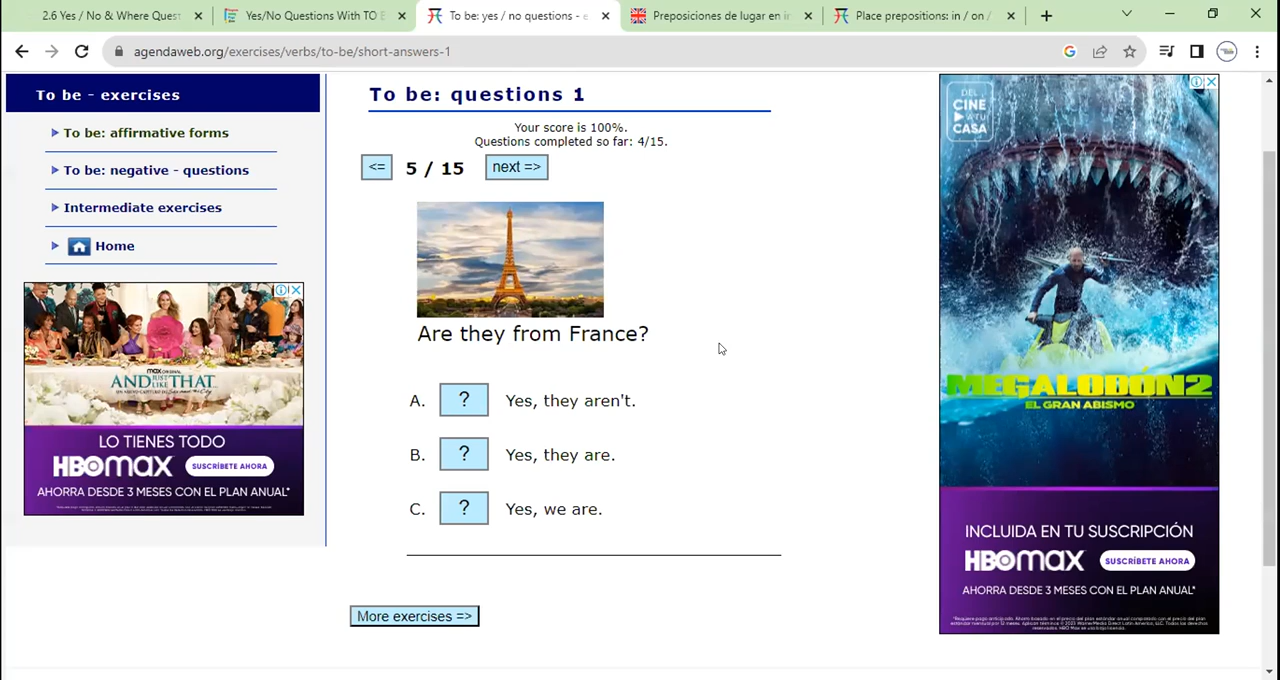 2.6 Yes / No & Where Quest
Yes/No Questions With TO B
To be: yes / no questions - e
Preposiciones de lugar en in
Place prepositions: in / on /
agendaweb.org/exercises/verbs/to-be/short-answers-1
To be - exercises
To be: affirmative forms
To be: negative - questions
Intermediate exercises
Home
max ORIGINAL
AND JUST LIKE THAT...
LO TIENES TODO
HBOmax SUSCRÍBETE AHORA
AHORA DESDE 3 MESES CON EL PLAN ANUAL*
To be: questions 1
Your score is 100%.
Questions completed so far: 4/15.
<= 5 / 15 next =>
Are they from France?
A. ? Yes, they aren't.
B. ? Yes, they are.
C. ? Yes, we are.
More exercises =>
DEL
CINE
A TU
CASA
MEGALODÓN 2
EL GRAN ABISMO
INCLUIDA EN TU SUSCRIPCIÓN
HBOmax SUSCRÍBETE AHORA
AHORA DESDE 3 MESES CON EL PLAN ANUAL*